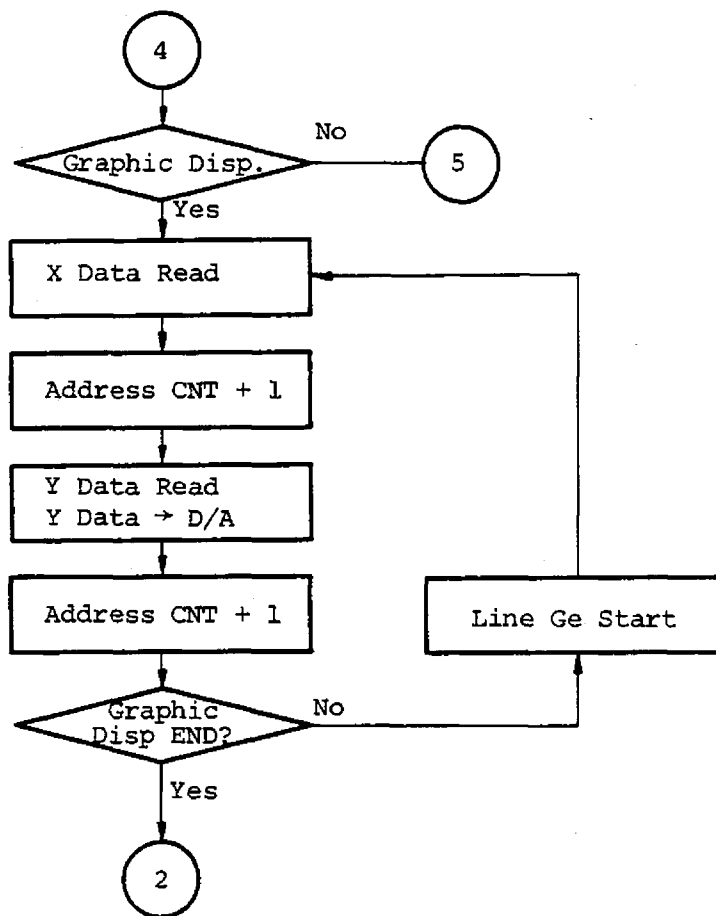 4
Graphic Disp.
No
5
Yes
X Data Read
Address CNT + 1
Y Data Read
Y Data → D/A
Address CNT + 1
Line Ge Start
Graphic
Disp END?
No
Yes
2